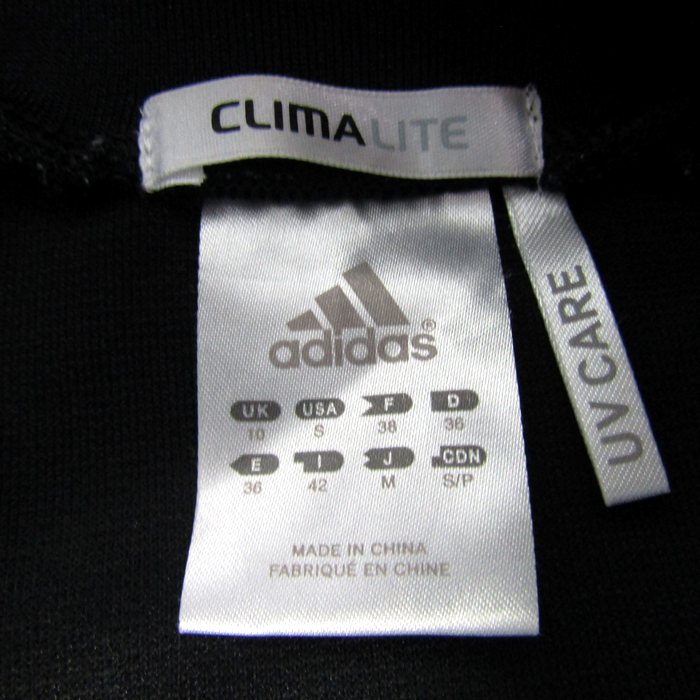 CLIMALITE
UV CARE
adidas®
UK USA F D
10 S 38 36
E I J CDN
36 42 M S/P
MADE IN CHINA
FABRIQUÉ EN CHINE